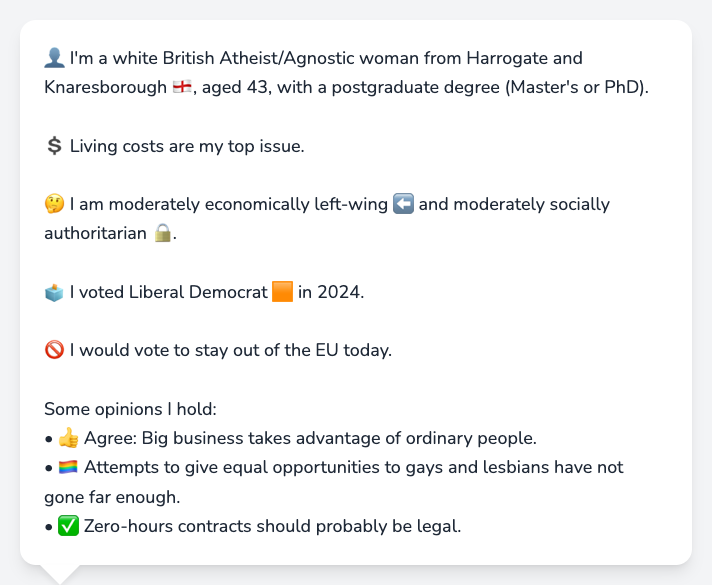 👤 I'm a white British Atheist/Agnostic woman from Harrogate and
Knaresborough 🏴󠁧󠁢󠁥󠁮󠁧󠁿, aged 43, with a postgraduate degree (Master's or PhD).
💲 Living costs are my top issue.
🤔 I am moderately economically left-wing ⬅️ and moderately socially
authoritarian 🔒.
🗳️ I voted Liberal Democrat 🟧 in 2024.
🚫 I would vote to stay out of the EU today.
Some opinions I hold:
• 👍 Agree: Big business takes advantage of ordinary people.
• 🏳️‍🌈 Attempts to give equal opportunities to gays and lesbians have not
gone far enough.
• ✅ Zero-hours contracts should probably be legal.